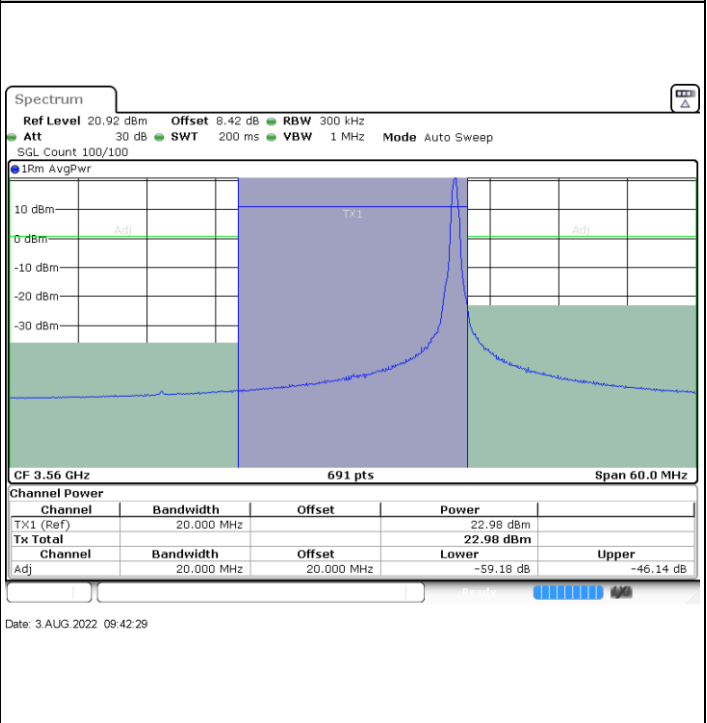 Spectrum
Ref Level 20.92 dBm Offset 8.42 dB RBW 300 kHz
Att 30 dB SWT 200 ms VBW 1 MHz Mode Auto Sweep
SGL Count 100/100
1Rm AvgPwr
10 dBm
TX1
Adj
Adj
0 dBm
-10 dBm
-20 dBm
-30 dBm
CF 3.56 GHz 691 pts Span 60.0 MHz
Channel Power
Channel Bandwidth Offset Power
TX1 (Ref) 20.000 MHz 22.98 dBm
Tx Total 22.98 dBm
Channel Bandwidth Offset Lower Upper
Adj 20.000 MHz 20.000 MHz -59.18 dB -46.14 dB
Ready
Date: 3.AUG.2022 09:42:29